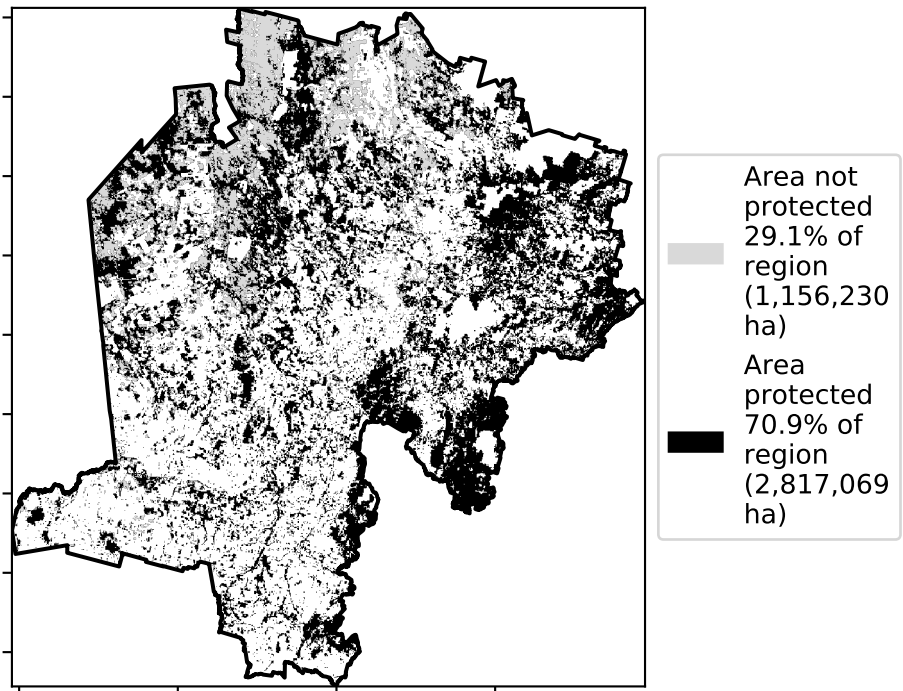 Area not
protected
29.1% of
region
(1,156,230
ha)
Area
protected
70.9% of
region
(2,817,069
ha)